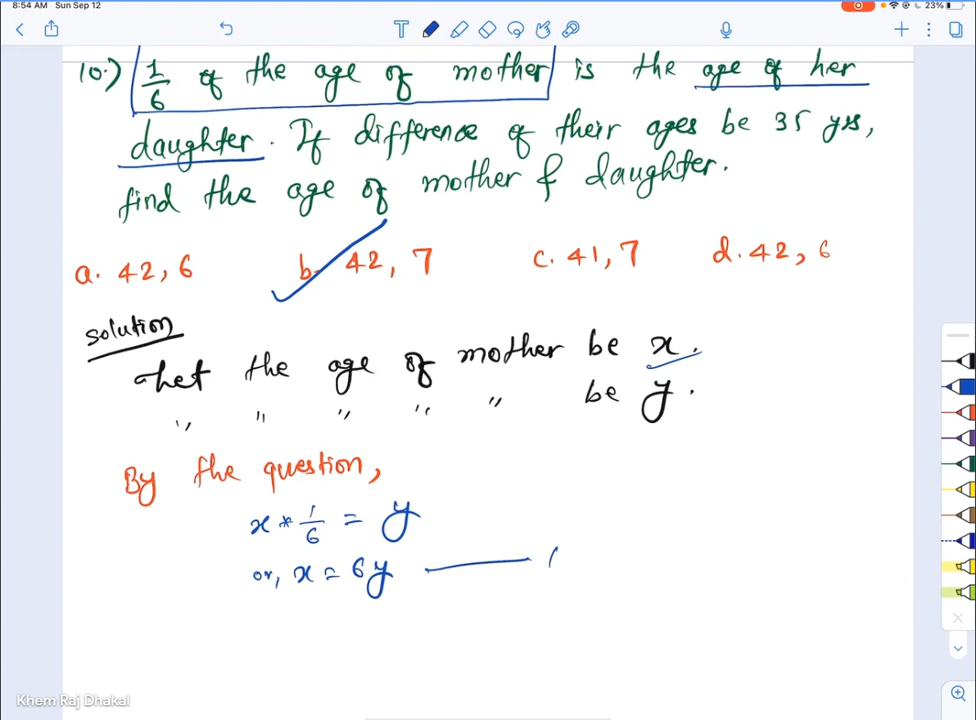 8:54 AM Sun Sep 12
23%
10.) 1/6 of the age of mother is the age of her
daughter. If difference of their ages be 35 yrs,
find the age of mother & daughter.
a. 42, 6 b. 42, 7 c. 41, 7 d. 42, 6
solution
Let the age of mother be x.
" " " " " be y.
By the question,
x * 1/6 = y
or, x = 6y —— (
Khem Raj Dhakal